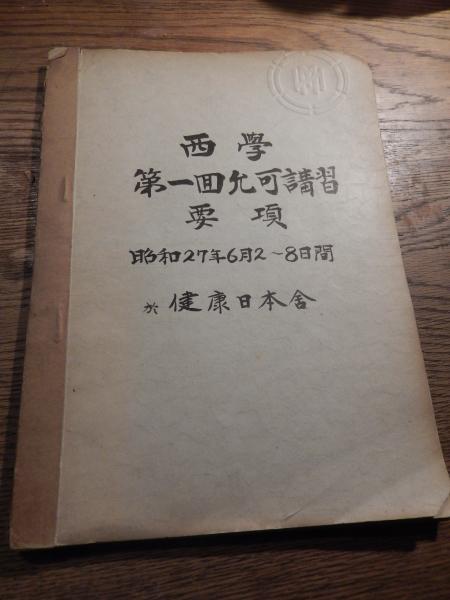 西學
第一回允可講習
要項
昭和27年6月2~8日間
於 健康日本舍